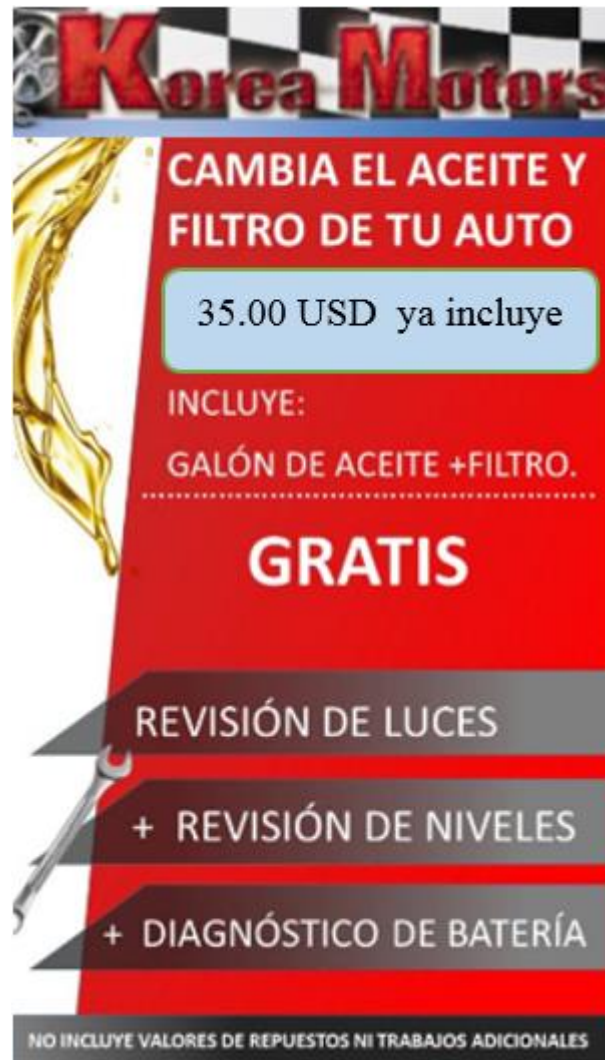 Korea Motors
CAMBIA EL ACEITE Y
FILTRO DE TU AUTO
35.00 USD ya incluye
INCLUYE:
GALÓN DE ACEITE +FILTRO.
GRATIS
REVISIÓN DE LUCES
+ REVISIÓN DE NIVELES
+ DIAGNÓSTICO DE BATERÍA
NO INCLUYE VALORES DE REPUESTOS NI TRABAJOS ADICIONALES